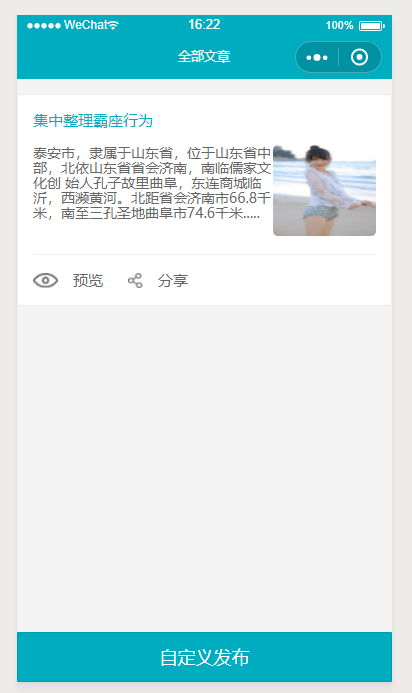 ●●●●● WeChat
16:22
100%
全部文章
集中整理霸座行为
泰安市，隶属于山东省，位于山东省中
部，北依山东省省会济南，南临儒家文
化创 始人孔子故里曲阜，东连商城临
沂，西濒黄河。北距省会济南市66.8千
米，南至三孔圣地曲阜市74.6千米.....
预览
分享
自定义发布